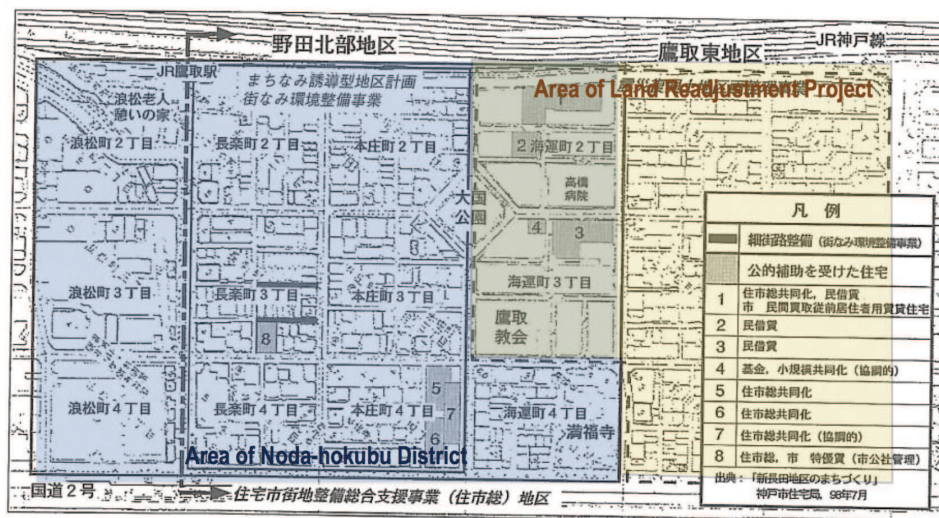 野田北部地区
鷹取東地区
JR神戸線
JR鷹取駅
まちなみ誘導型地区計画
街なみ環境整備事業
Area of Land Readjustment Project
浪松老人
憩いの家
浪松町2丁目
長楽町2丁目
本庄町2丁目
1
2
海運町2丁目
高橋
病院
大国
公園
4
3
浪松町3丁目
長楽町3丁目
本庄町3丁目
海運町3丁目
8
鷹取
教会
浪松町4丁目
長楽町4丁目
本庄町4丁目
5
7
6
海運町4丁目
満福寺
Area of Noda-hokubu District
国道2号
住宅市街地整備総合支援事業（住市総）地区
凡 例
細街路整備（街なみ環境整備事業）
公的補助を受けた住宅
1 住市総共同化，民借賃
市 民間買取従前居住者用賃貸住宅
2 民借賃
3 民借賃
4 基金，小規模共同化（協調的）
5 住市総共同化
6 住市総共同化
7 住市総共同化（協調的）
8 住市総，市 特優賃（市公社管理）
出典：「新長田地区のまちづくり」
神戸市住宅局，98年7月